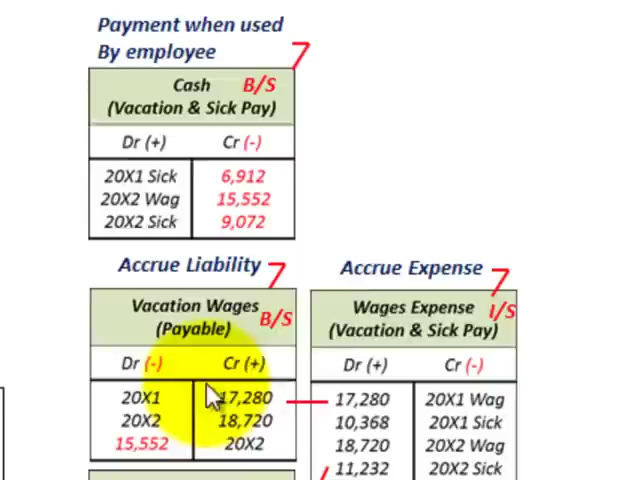 Payment when used
By employee
Cash B/S
(Vacation & Sick Pay)
Dr (+) Cr (-)
20X1 Sick 6,912
20X2 Wag 15,552
20X2 Sick 9,072
Accrue Liability
Vacation Wages
(Payable) B/S
Dr (-) Cr (+)
20X1 17,280
20X2 18,720
15,552 20X2
Accrue Expense
Wages Expense I/S
(Vacation & Sick Pay)
Dr (+) Cr (-)
17,280 20X1 Wag
10,368 20X1 Sick
18,720 20X2 Wag
11,232 20X2 Sick